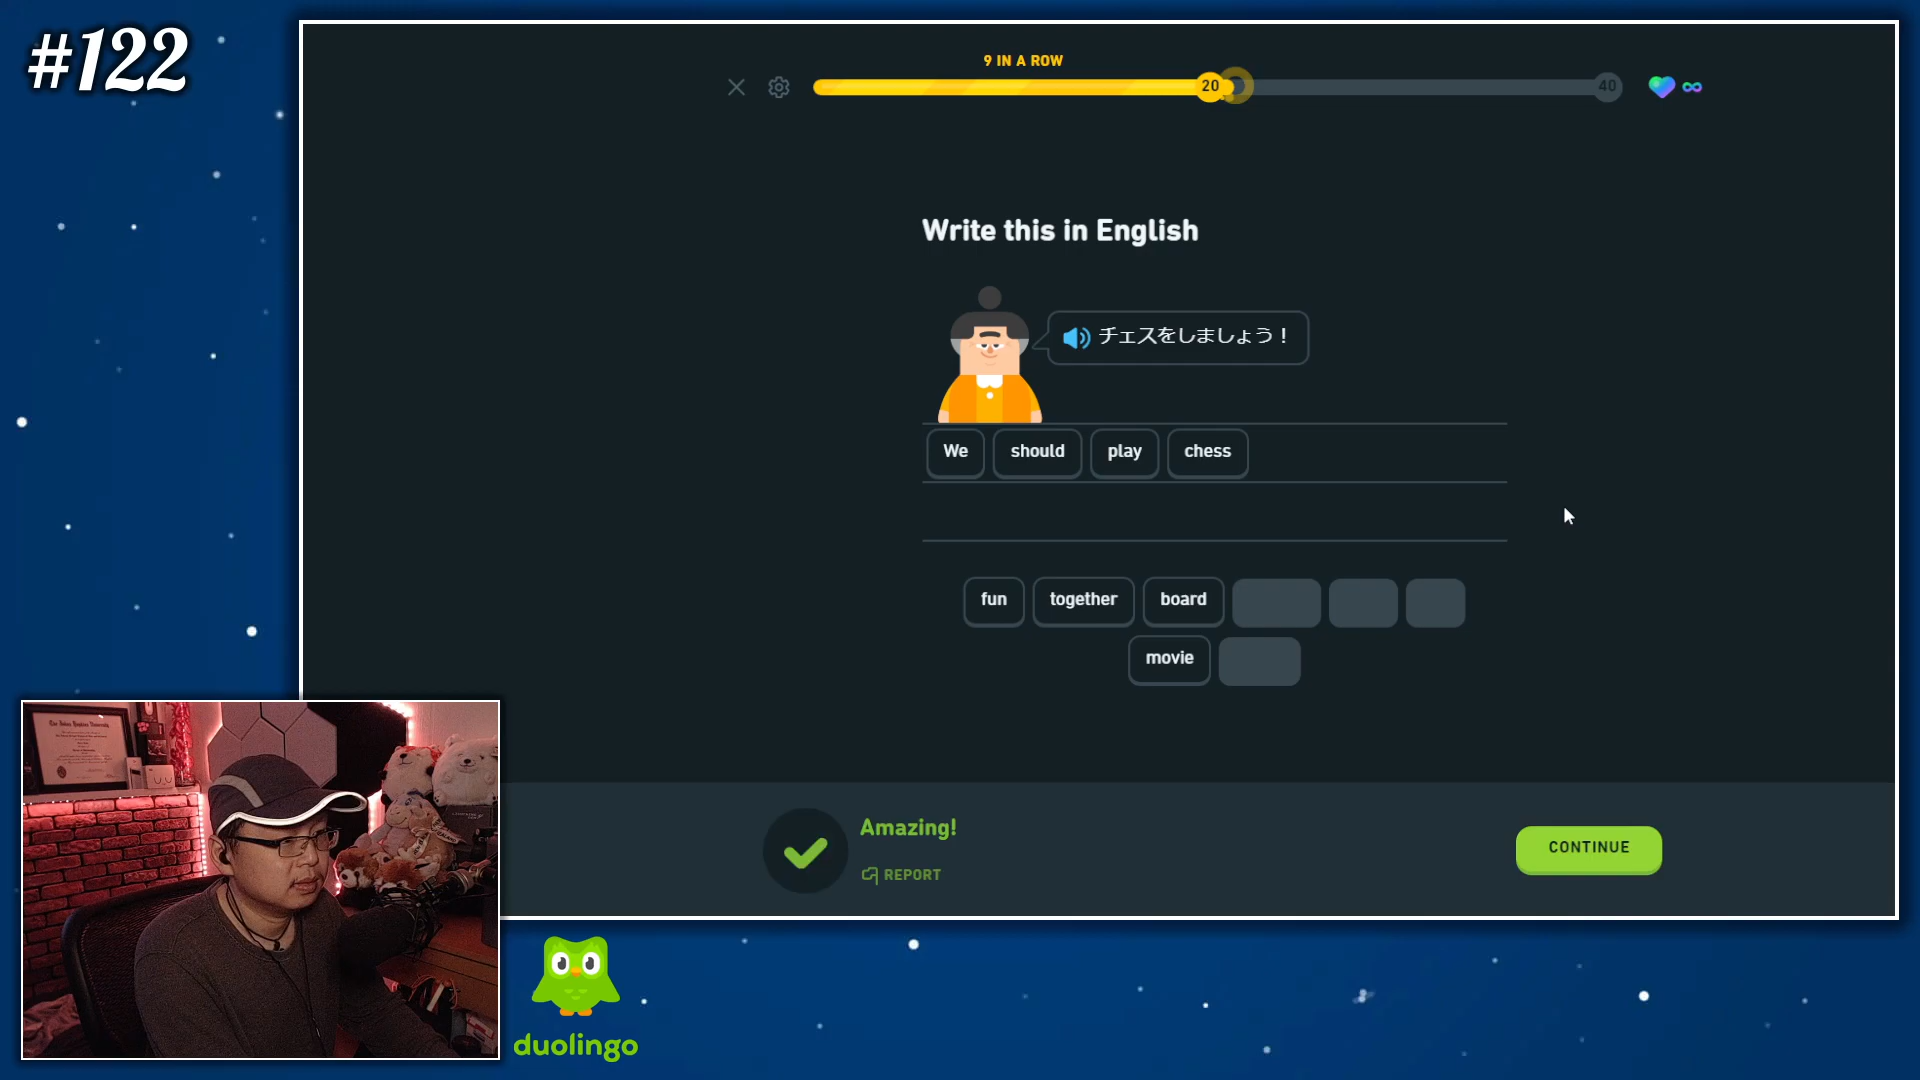 #122
9 IN A ROW
20
40
Write this in English
チェスをしましょう!
We should play chess
fun together board
movie
Amazing!
REPORT
CONTINUE
duolingo